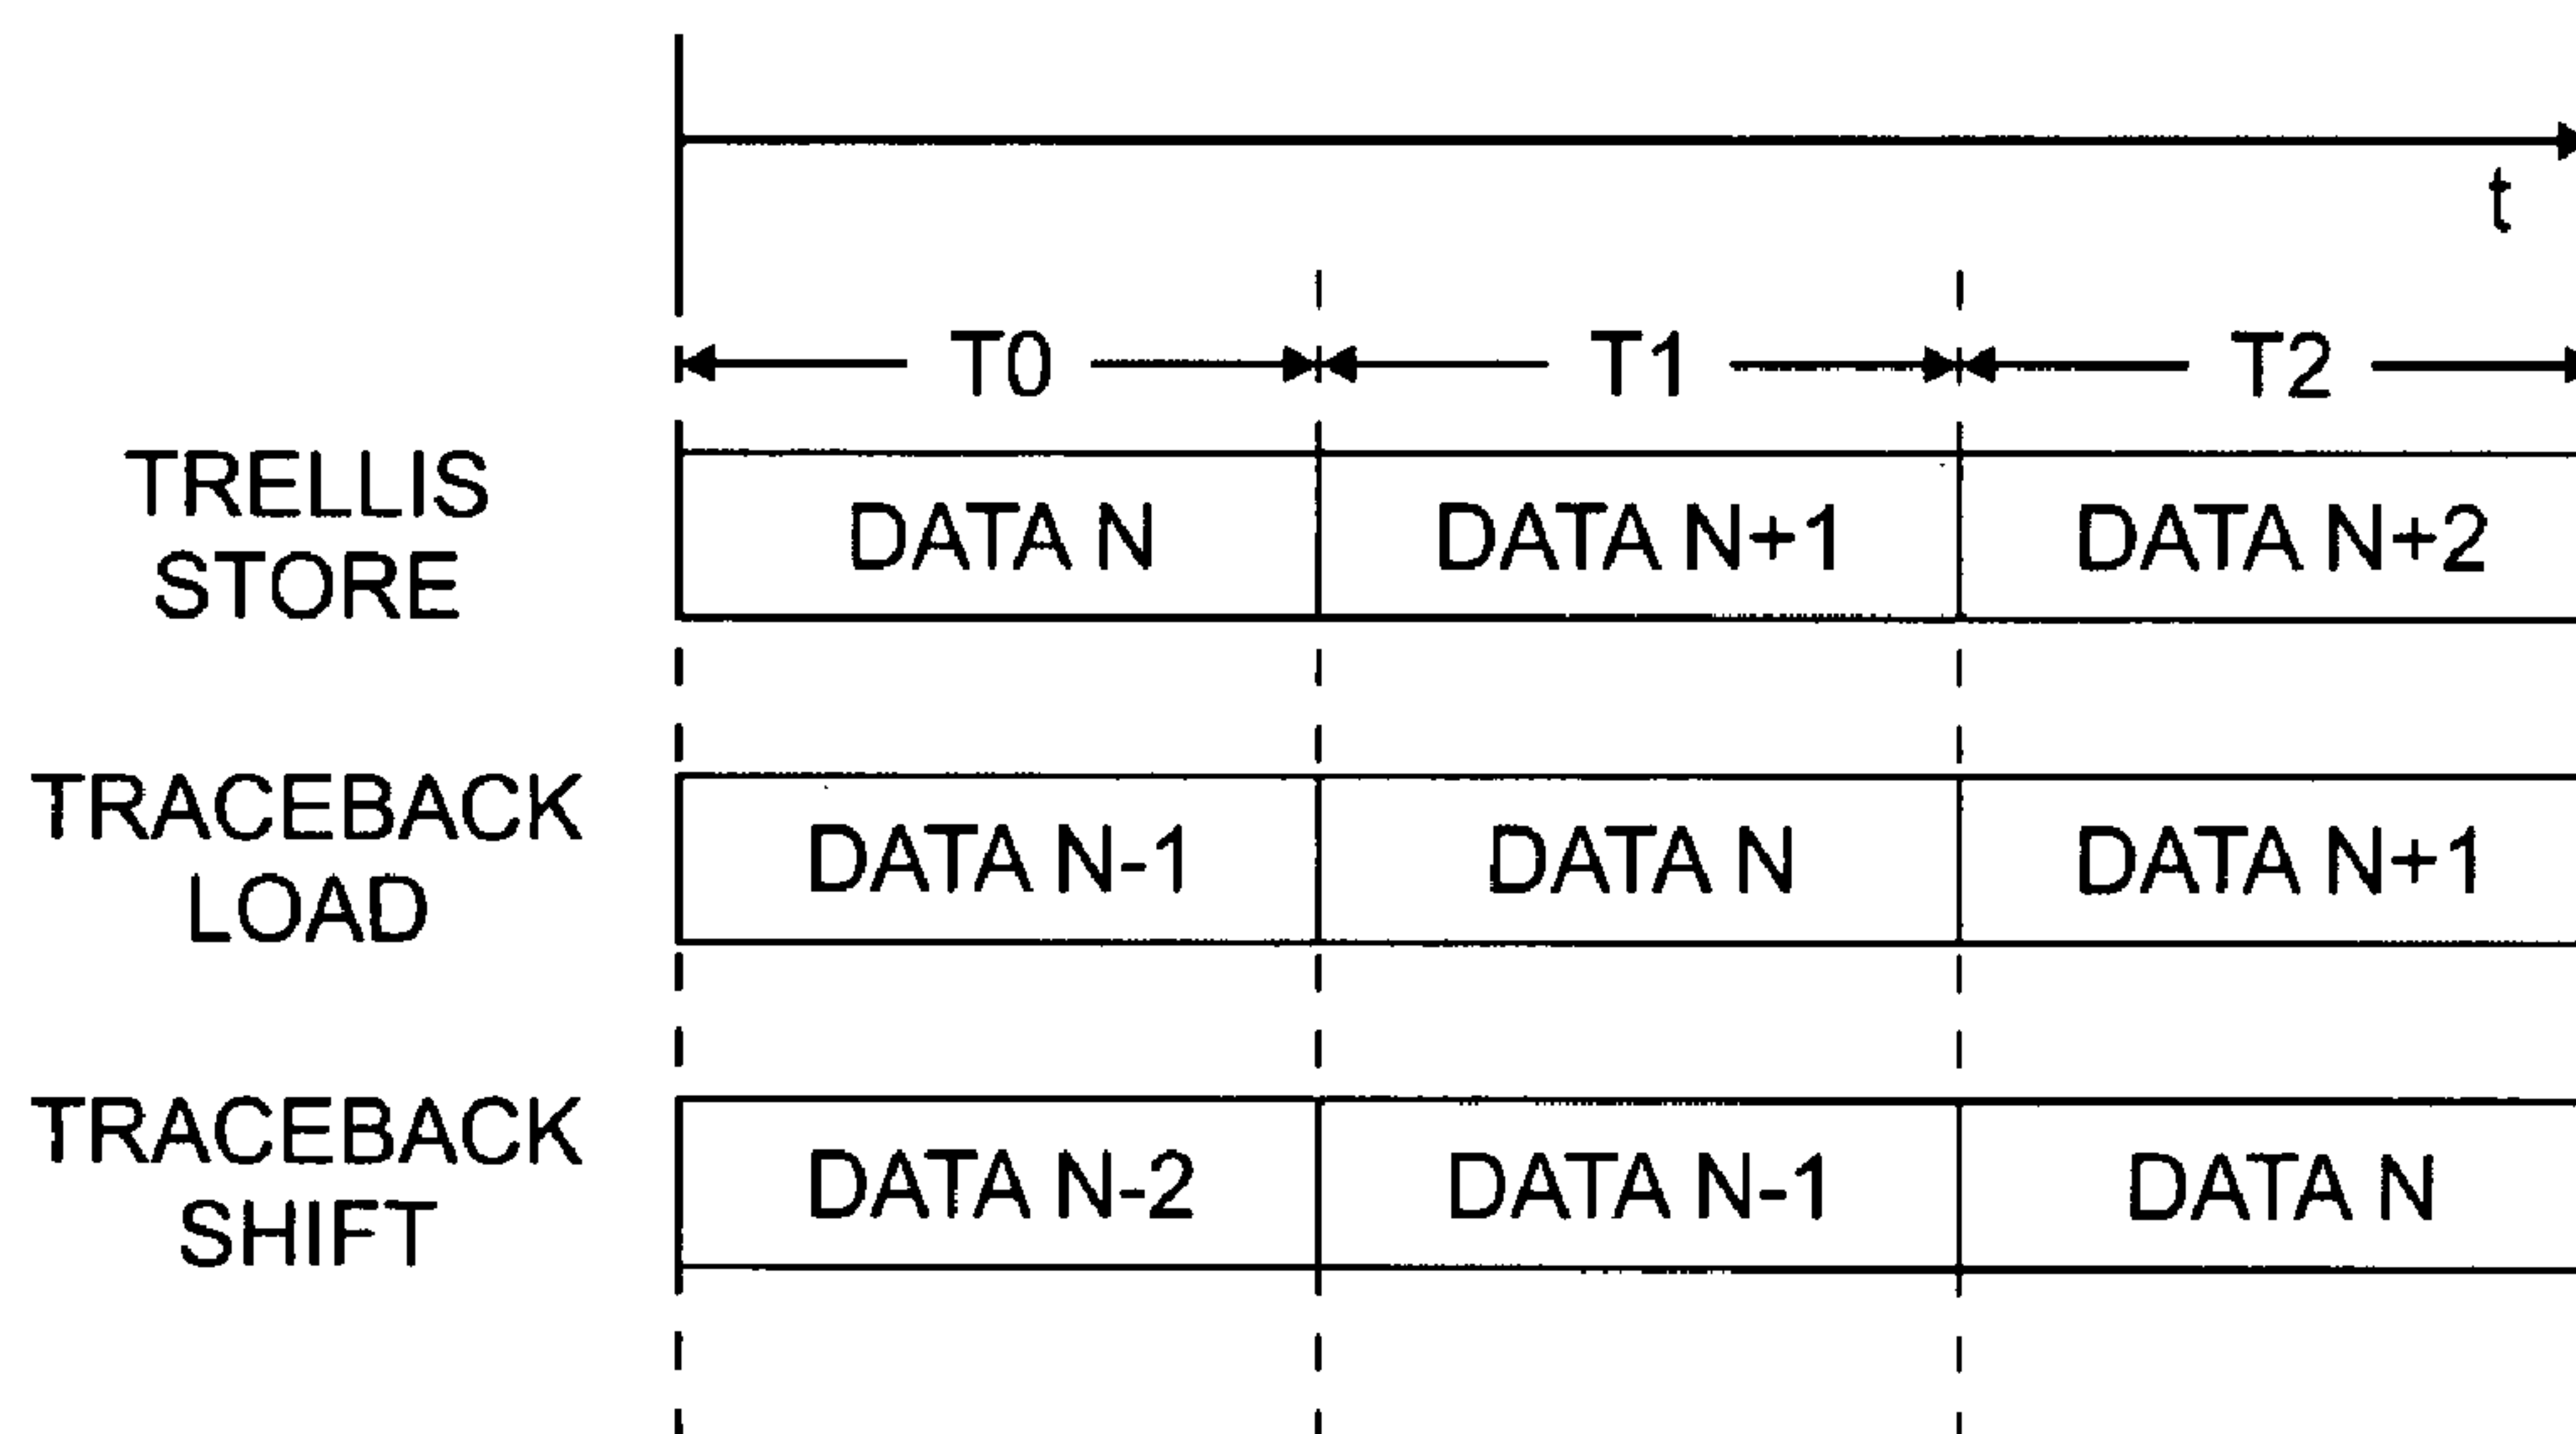 t
T0 T1 T2
TRELLIS
STORE
DATA N DATA N+1 DATA N+2
TRACEBACK
LOAD
DATA N-1 DATA N DATA N+1
TRACEBACK
SHIFT
DATA N-2 DATA N-1 DATA N